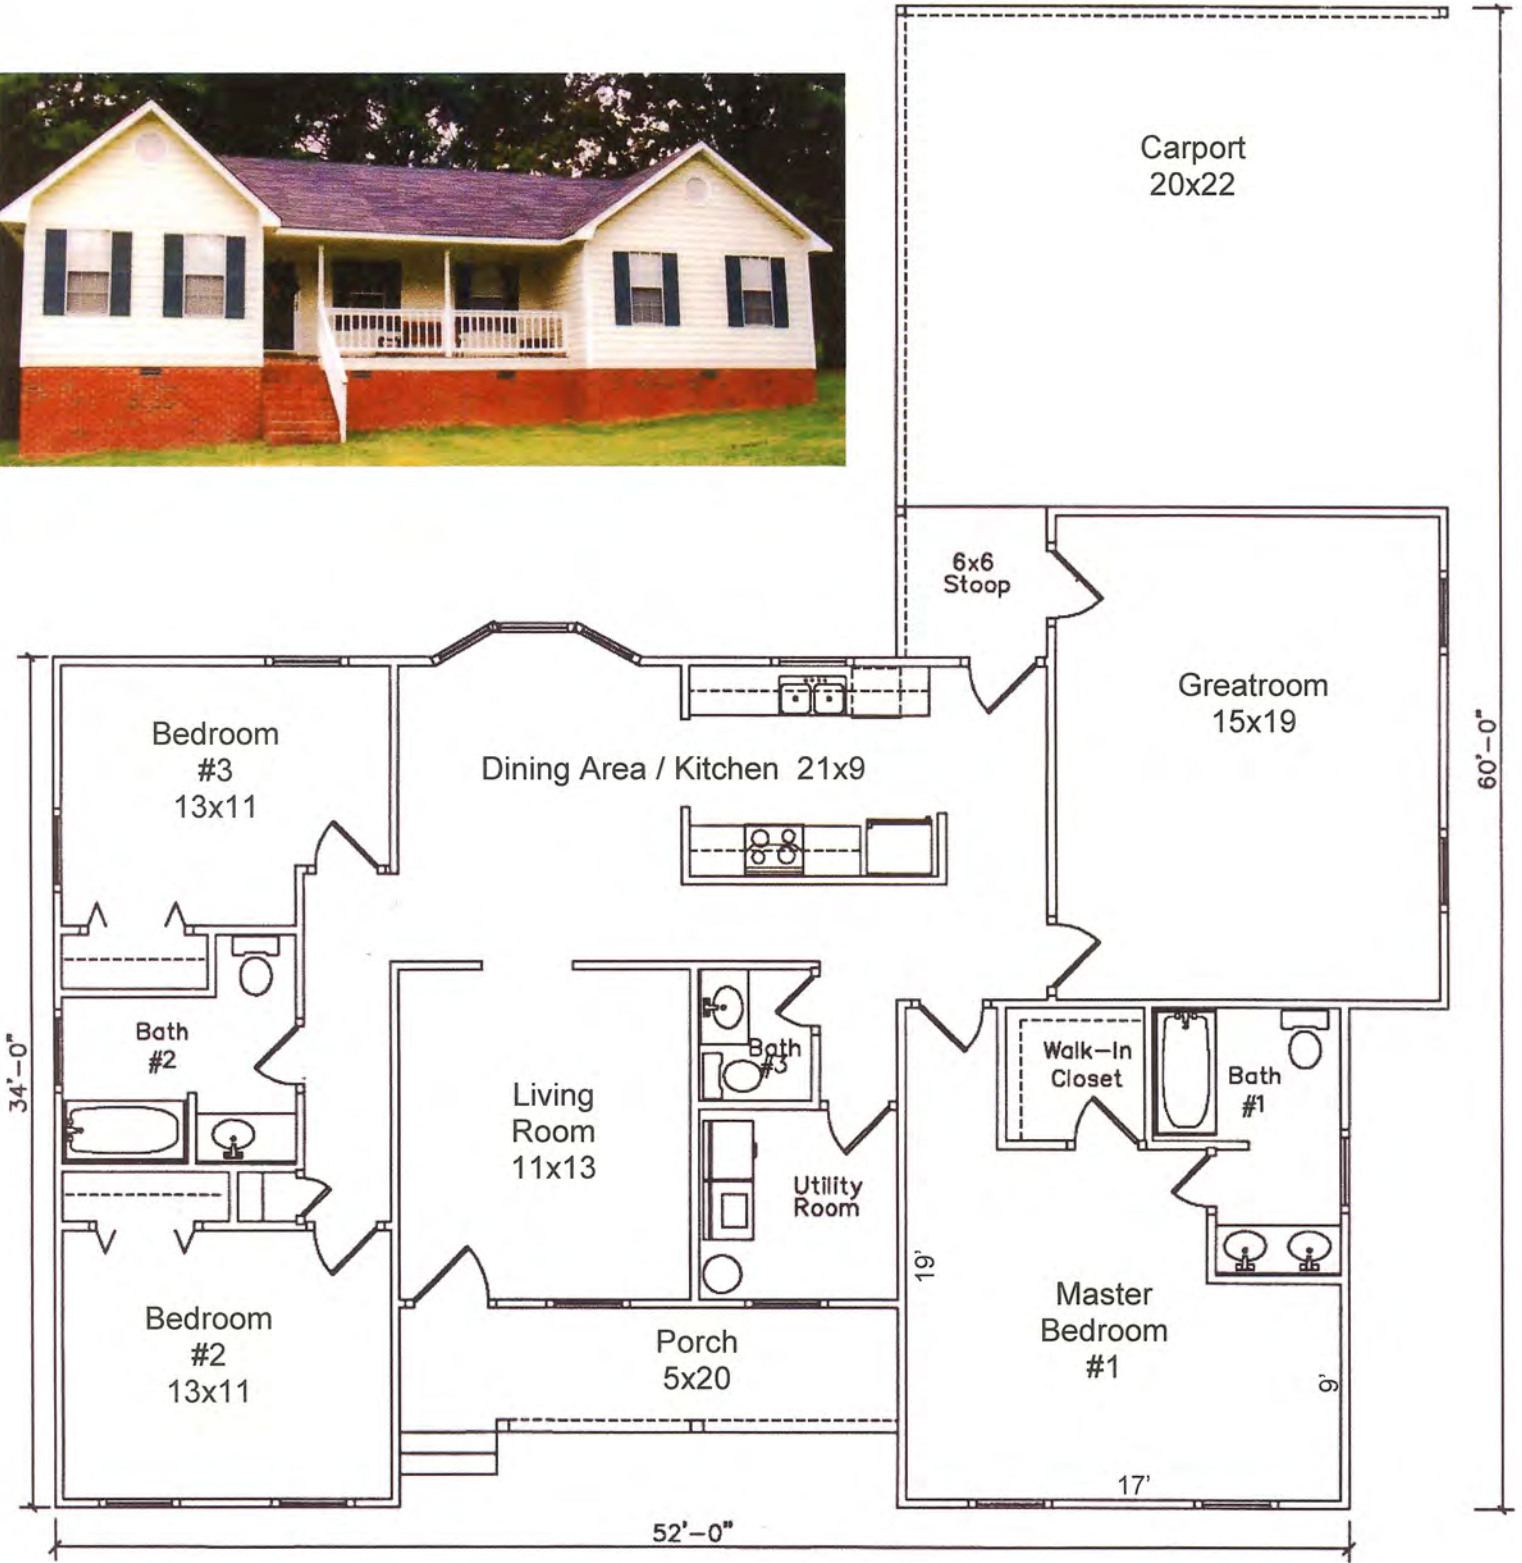 Carport
20x22
6x6
Stoop
Greatroom
15x19
60'-0"
Bedroom
#3
13x11
Dining Area / Kitchen 21x9
34'-0"
Bath
#2
Living
Room
11x13
Bath
#3
Walk-In
Closet
Bath
#1
Utility
Room
19'
Master
Bedroom
#1
9'
17'
Bedroom
#2
13x11
Porch
5x20
52'-0"